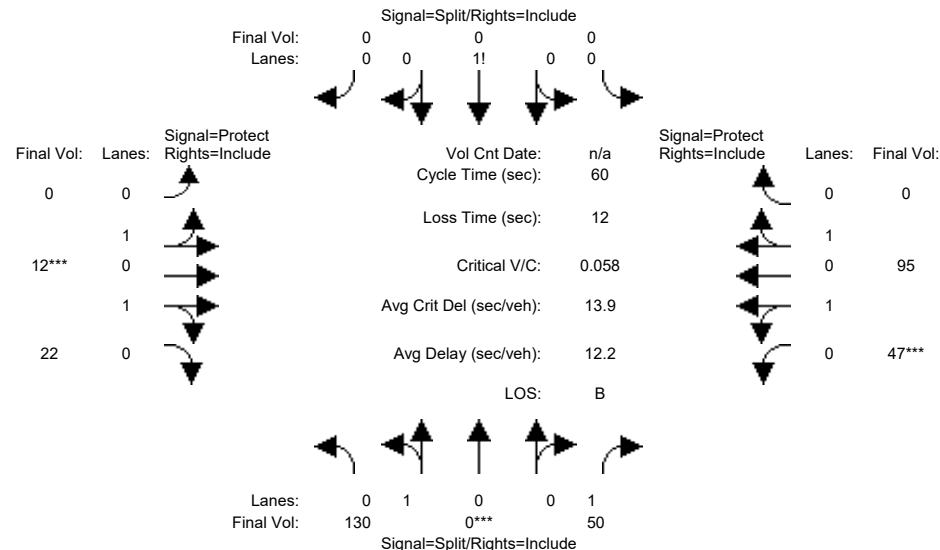 Signal=Split/Rights=Include
Final Vol: 0 0 0
Lanes: 0 0 1! 0 0
Signal=Protect
Final Vol: Lanes: Rights=Include
Vol Cnt Date: n/a
Signal=Protect
Rights=Include Lanes: Final Vol:
Cycle Time (sec): 60
0 0
0 0
Loss Time (sec): 12
1
1
12*** 0
Critical V/C: 0.058
0 95
1
Avg Crit Del (sec/veh): 13.9
1
22 0
Avg Delay (sec/veh): 12.2
0 47***
LOS: B
Lanes: 0 1 0 0 1
Final Vol: 130 0*** 50
Signal=Split/Rights=Include